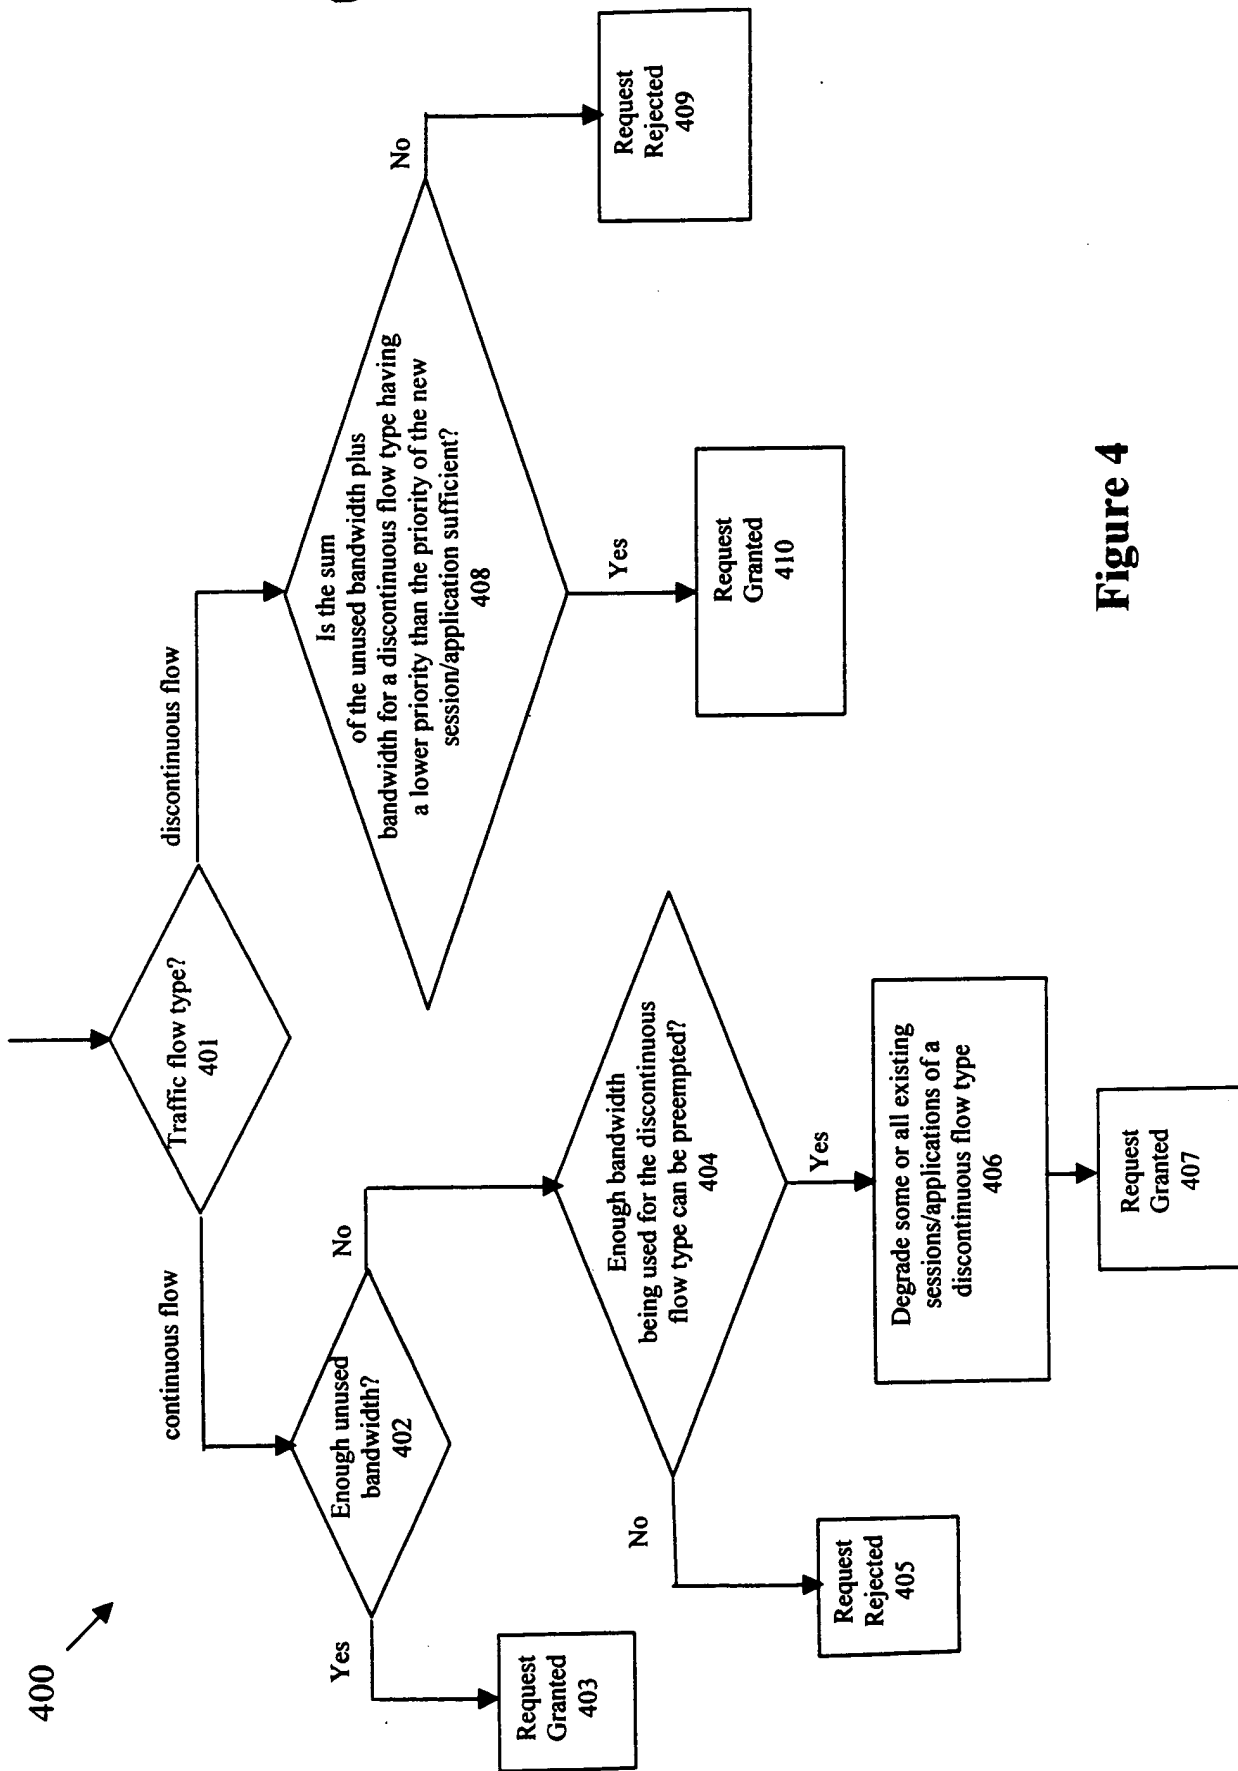 400
Traffic flow type?
401
continuous flow
discontinuous flow
Enough unused
bandwidth?
402
Yes
No
Request
Granted
403
Enough bandwidth
being used for the discontinuous
flow type can be preempted?
404
No
Yes
Request
Rejected
405
Degrade some or all existing
sessions/applications of a
discontinuous flow type
406
Request
Granted
407
Is the sum
of the unused bandwidth plus
bandwidth for a discontinuous flow type having
a lower priority than the priority of the new
session/application sufficient?
408
No
Yes
Request
Rejected
409
Request
Granted
410
Figure 4